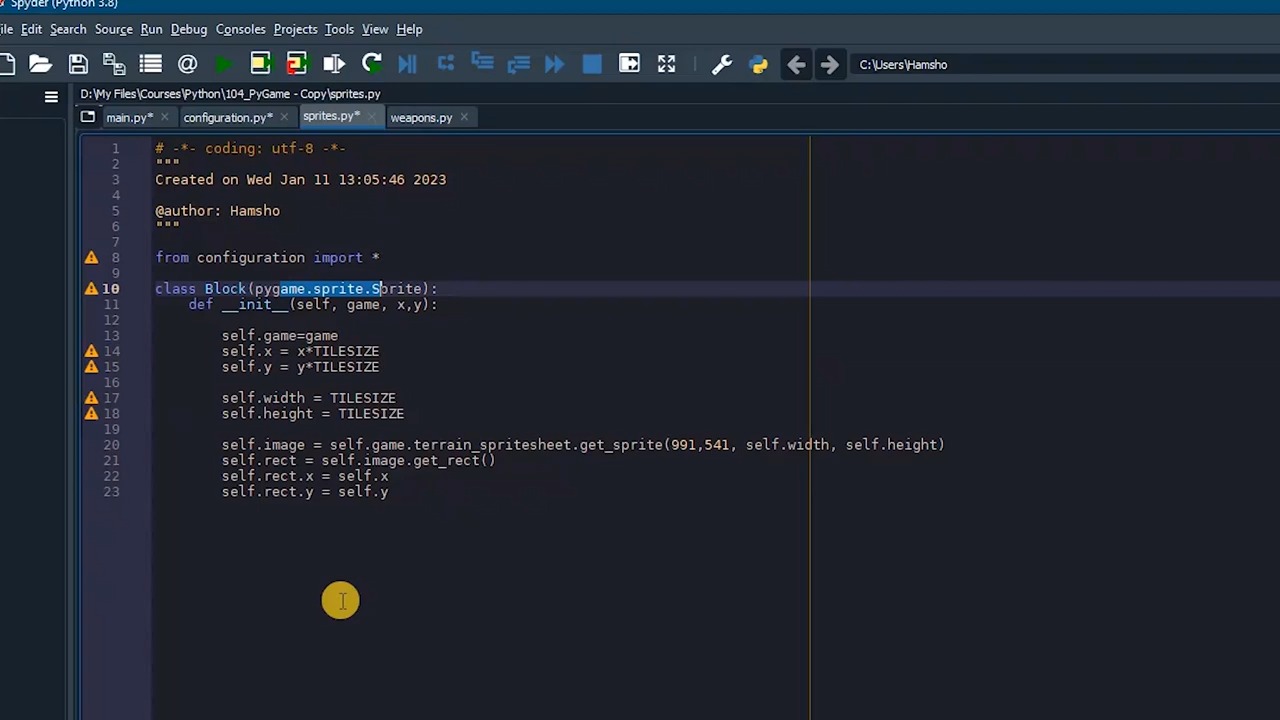 Spyder (Python 3.8)
ile Edit Search Source Run Debug Consoles Projects Tools View Help
C:\Users\Hamsho
D:\My Files\Courses\Python\104_PyGame - Copy\sprites.py
main.py* configuration.py* sprites.py* weapons.py
1 # -*- coding: utf-8 -*-
2 """
3 Created on Wed Jan 11 13:05:46 2023
4
5 @author: Hamsho
6 """
7
8 from configuration import *
9
10 class Block(pygame.sprite.Sprite):
11 def __init__(self, game, x,y):
12
13 self.game=game
14 self.x = x*TILESIZE
15 self.y = y*TILESIZE
16
17 self.width = TILESIZE
18 self.height = TILESIZE
19
20 self.image = self.game.terrain_spritesheet.get_sprite(991,541, self.width, self.height)
21 self.rect = self.image.get_rect()
22 self.rect.x = self.x
23 self.rect.y = self.y